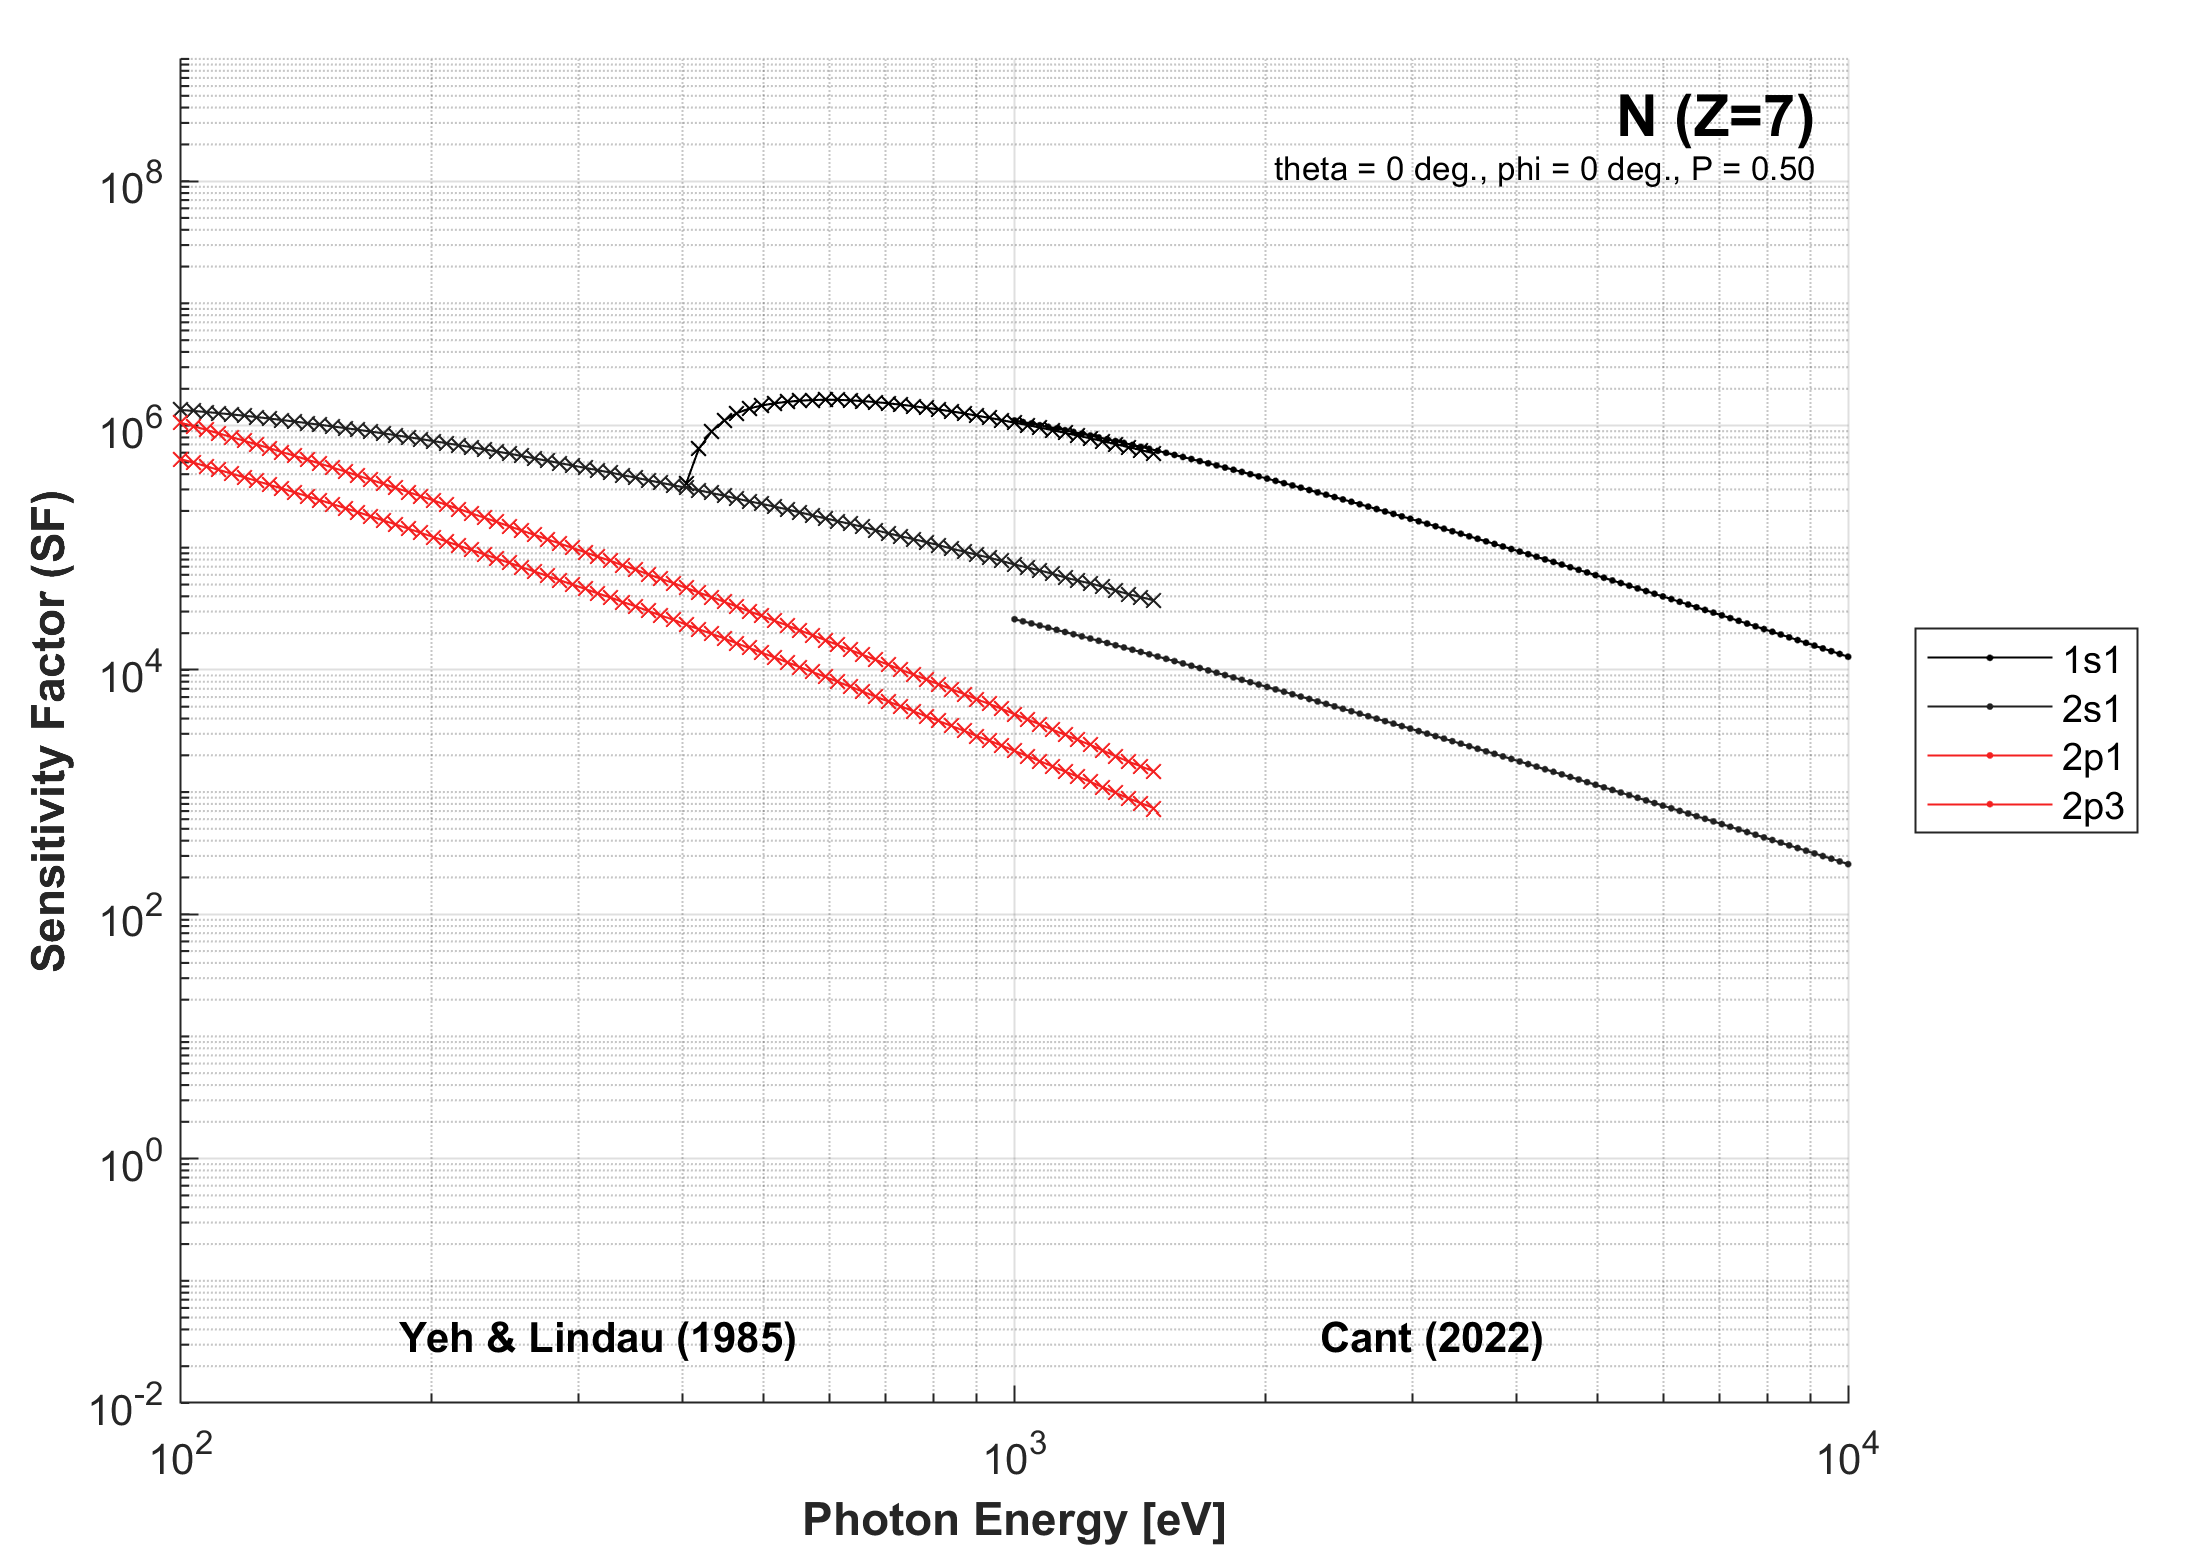 N (Z=7)
theta = 0 deg., phi = 0 deg., P = 0.50
10^8
10^6
10^4
10^2
10^0
10^-2
Sensitivity Factor (SF)
1s1
2s1
2p1
2p3
Yeh & Lindau (1985)
Cant (2022)
10^2
10^3
10^4
Photon Energy [eV]